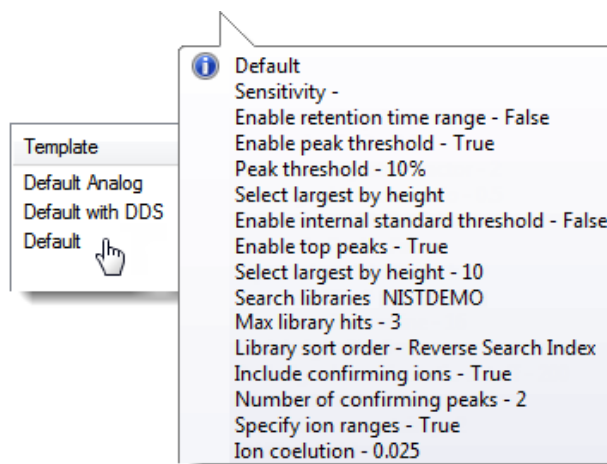 Default
Sensitivity -
Enable retention time range - False
Enable peak threshold - True
Peak threshold - 10%
Select largest by height
Enable internal standard threshold - False
Enable top peaks - True
Select largest by height - 10
Search libraries  NISTDEMO
Max library hits - 3
Library sort order - Reverse Search Index
Include confirming ions - True
Number of confirming peaks - 2
Specify ion ranges - True
Ion coelution - 0.025
Template
Default Analog
Default with DDS
Default